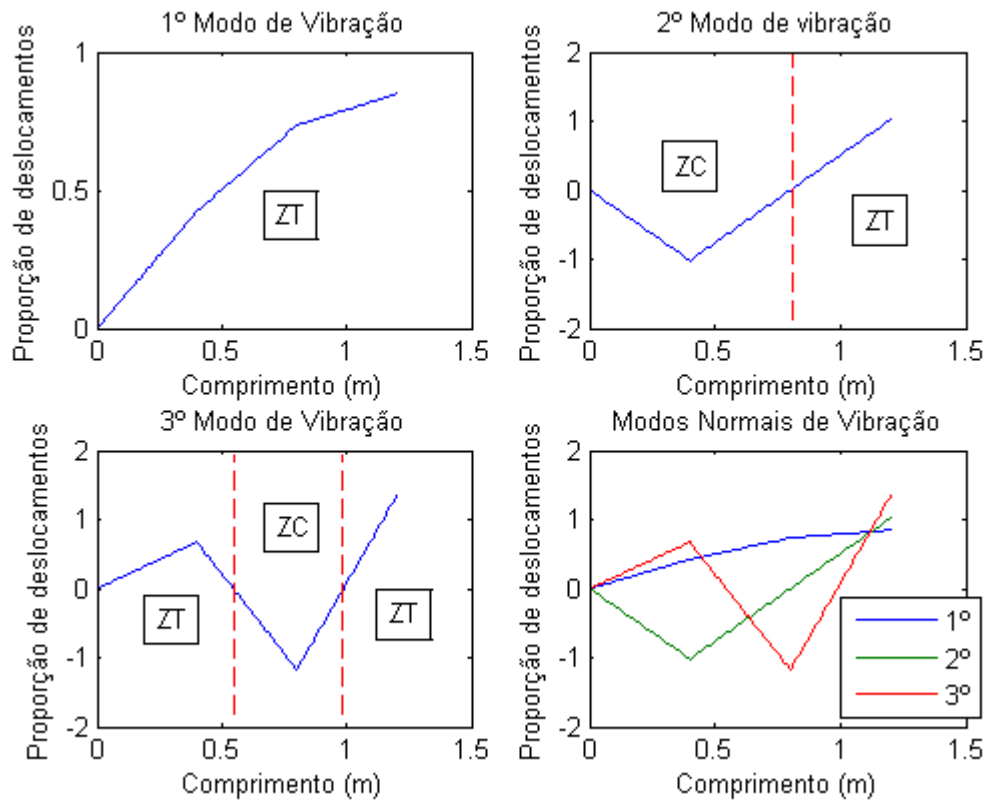 1º Modo de Vibração
Proporção de deslocamentos
1
0.5
0
ZT
0 0.5 1 1.5
Comprimento (m)
2º Modo de vibração
Proporção de deslocamentos
2
1
0
-1
-2
ZC
ZT
0 0.5 1 1.5
Comprimento (m)
3º Modo de Vibração
Proporção de deslocamentos
2
1
0
-1
-2
ZT
ZC
ZT
0 0.5 1 1.5
Comprimento (m)
Modos Normais de Vibração
Proporção de deslocamentos
2
1
0
-1
-2
1º
2º
3º
0 0.5 1 1.5
Comprimento (m)